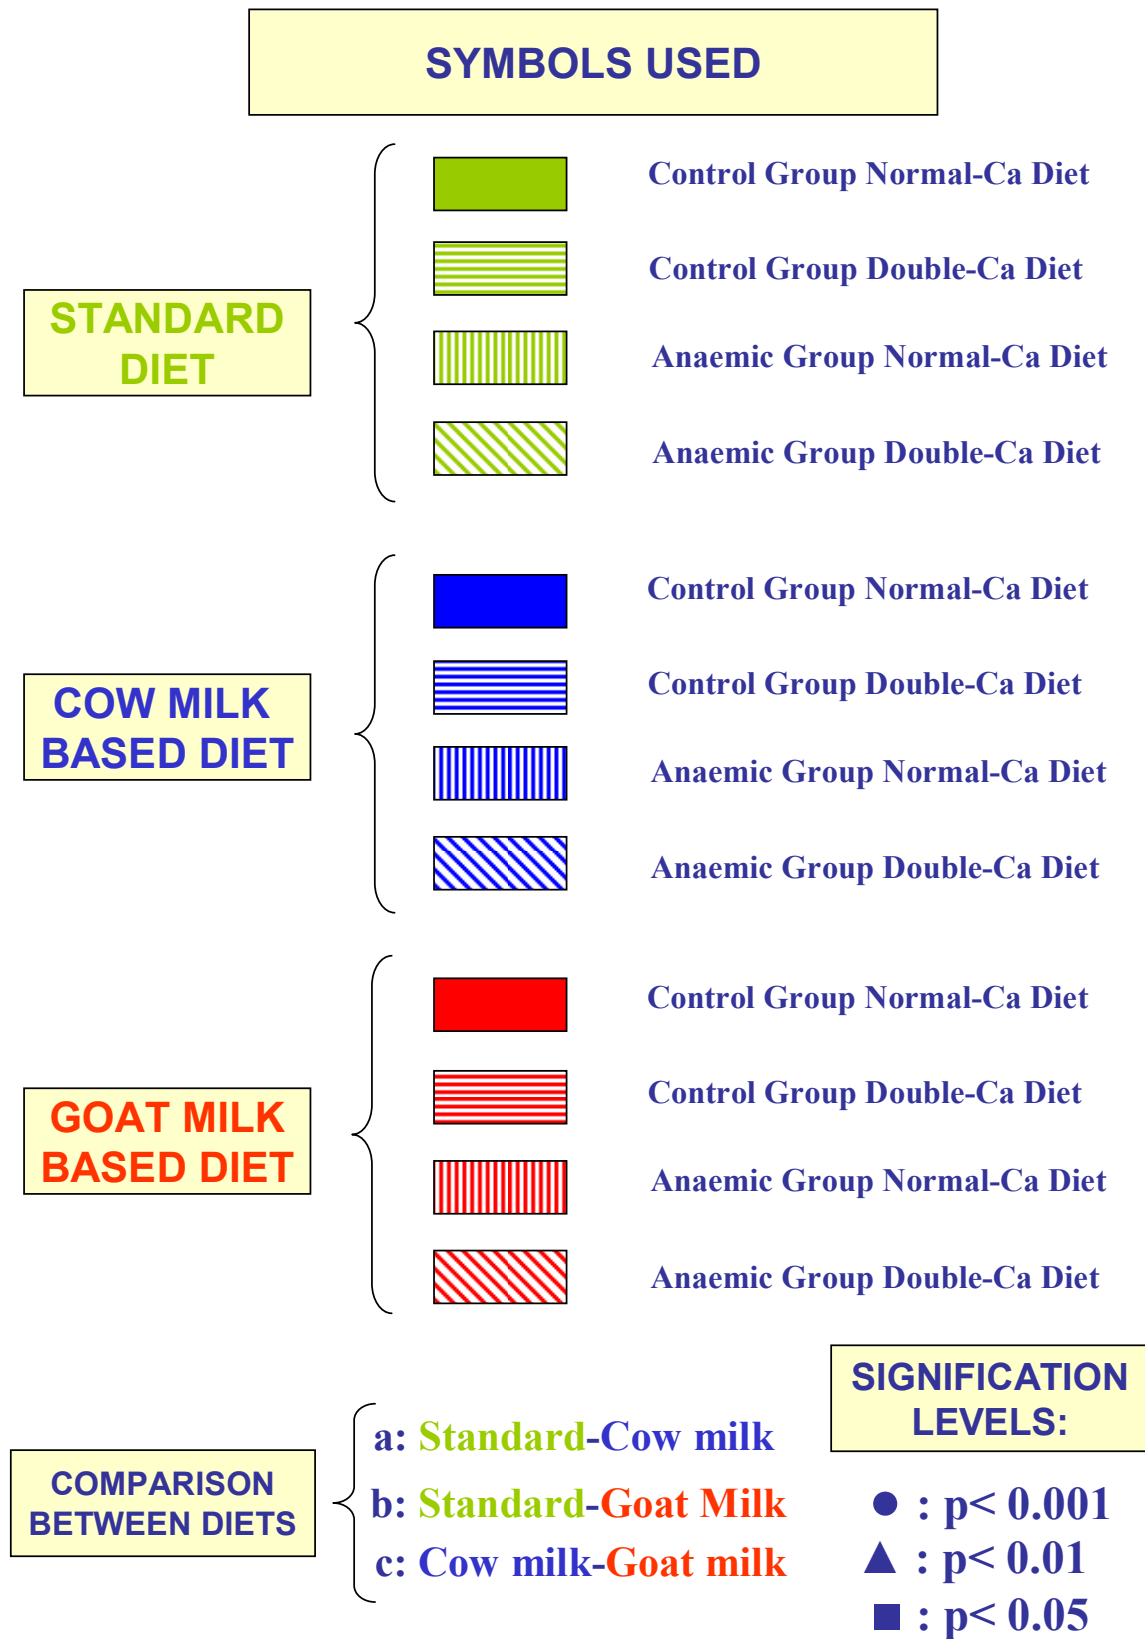 SYMBOLS USED
STANDARD
DIET
Control Group Normal-Ca Diet
Control Group Double-Ca Diet
Anaemic Group Normal-Ca Diet
Anaemic Group Double-Ca Diet
COW MILK
BASED DIET
Control Group Normal-Ca Diet
Control Group Double-Ca Diet
Anaemic Group Normal-Ca Diet
Anaemic Group Double-Ca Diet
GOAT MILK
BASED DIET
Control Group Normal-Ca Diet
Control Group Double-Ca Diet
Anaemic Group Normal-Ca Diet
Anaemic Group Double-Ca Diet
COMPARISON
BETWEEN DIETS
a: Standard-Cow milk
b: Standard-Goat Milk
c: Cow milk-Goat milk
SIGNIFICATION
LEVELS:
● : p< 0.001
▲ : p< 0.01
■ : p< 0.05